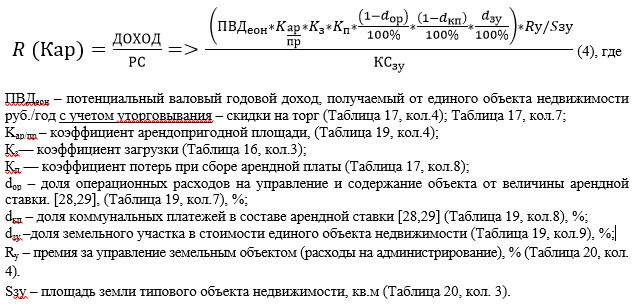 R (Кар) = ДОХОД/РС => (ПВДеон*Kар/пр*Kз*Kп*(1−dор)/100%*(1−dкп)/100%*dзу/100%)*Ry/Sзу / КСзу (4), где
ПВДеон – потенциальный валовый годовой доход, получаемый от единого объекта недвижимости
руб./год с учетом уторговывания – скидки на торг (Таблица 17, кол.4); Таблица 17, кол.7;
Кар/пр – коэффициент арендопригодной площади, (Таблица 19, кол.4);
Кз — коэффициент загрузки (Таблица 16, кол.3);
Кп — коэффициент потерь при сборе арендной платы (Таблица 17, кол.8);
dор – доля операционных расходов на управление и содержание объекта от величины арендной
ставки. [28,29], (Таблица 19, кол.7), %;
dкп – доля коммунальных платежей в составе арендной ставки [28,29] (Таблица 19, кол.8), %;
dзу –доля земельного участка в стоимости единого объекта недвижимости (Таблица 19, кол.9), %;
Ry – премия за управление земельным объектом (расходы на администрирование), % (Таблица 20, кол.
4).
Sзу – площадь земли типового объекта недвижимости, кв.м (Таблица 20, кол. 3).